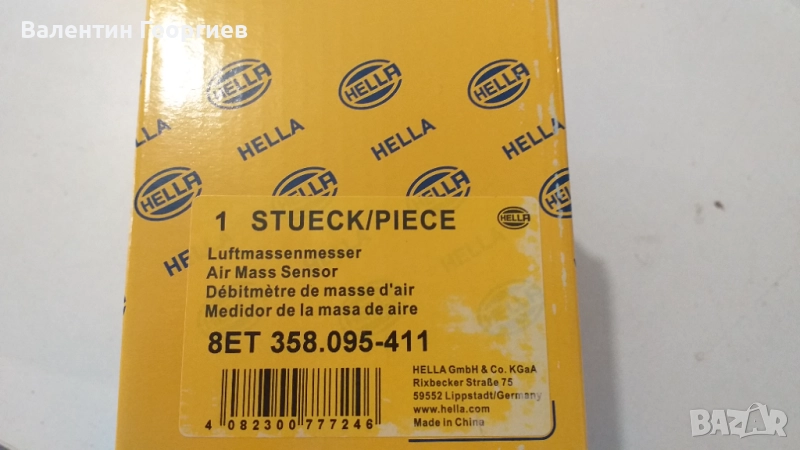 Валентин Георгиев
HELLA
HELLA
HELLA
HELLA
HELLA
HELLA
HELLA
HELLA
HELLA
1 STUECK/PIECE
HELLA
Luftmassenmesser
Air Mass Sensor
Débitmètre de masse d'air
Medidor de la masa de aire
8ET 358.095-411
HELLA GmbH & Co. KGaA
Rixbecker Straße 75
59552 Lippstadt/Germany
www.hella.com
Made in China
4 082300 777246
BAZAR